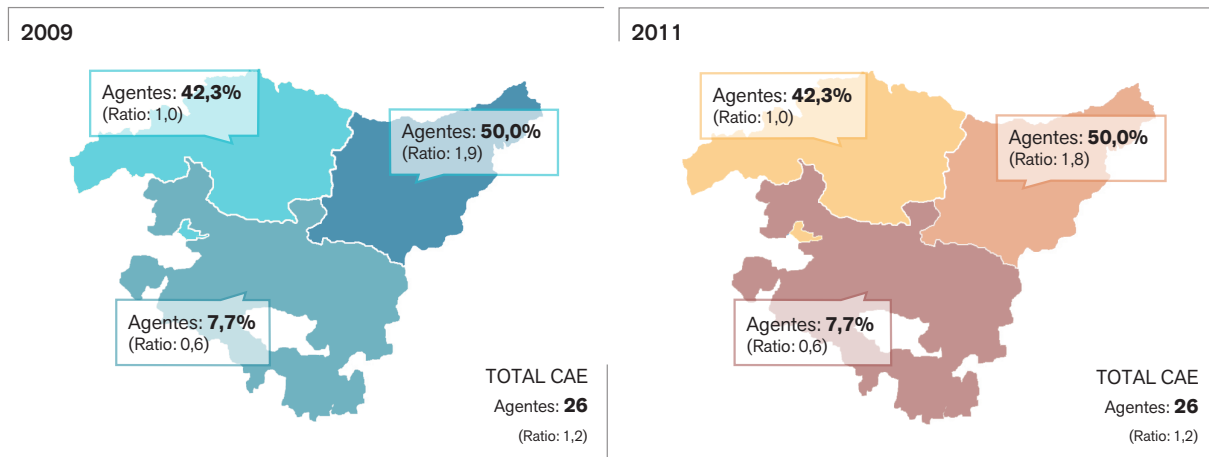 2009
Agentes: 42,3%
(Ratio: 1,0)
Agentes: 50,0%
(Ratio: 1,9)
Agentes: 7,7%
(Ratio: 0,6)
TOTAL CAE
Agentes: 26
(Ratio: 1,2)
2011
Agentes: 42,3%
(Ratio: 1,0)
Agentes: 50,0%
(Ratio: 1,8)
Agentes: 7,7%
(Ratio: 0,6)
TOTAL CAE
Agentes: 26
(Ratio: 1,2)